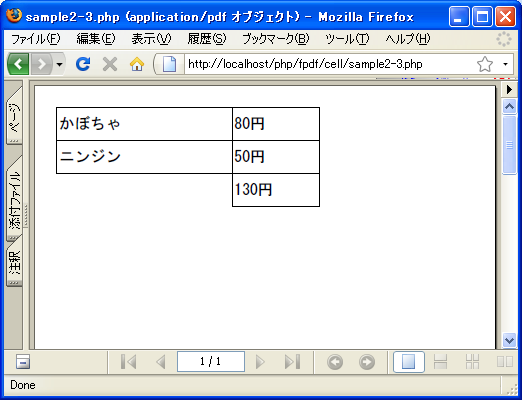 sample2-3.php (application/pdf オブジェクト) - Mozilla Firefox
ファイル(F) 編集(E) 表示(V) 履歴(S) ブックマーク(B) ツール(T) ヘルプ(H)
http://localhost/php/fpdf/cell/sample2-3.php
ページ
添付ファイル
注釈
かぼちゃ 80円
ニンジン 50円
130円
1 / 1
Done